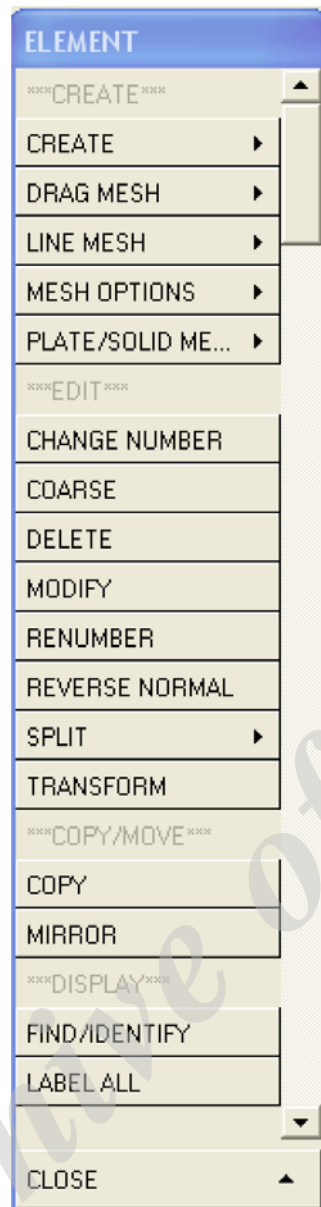 ELEMENT
***CREATE***
CREATE
DRAG MESH
LINE MESH
MESH OPTIONS
PLATE/SOLID ME...
***EDIT***
CHANGE NUMBER
COARSE
DELETE
MODIFY
RENUMBER
REVERSE NORMAL
SPLIT
TRANSFORM
***COPY/MOVE***
COPY
MIRROR
***DISPLAY***
FIND/IDENTIFY
LABEL ALL
CLOSE